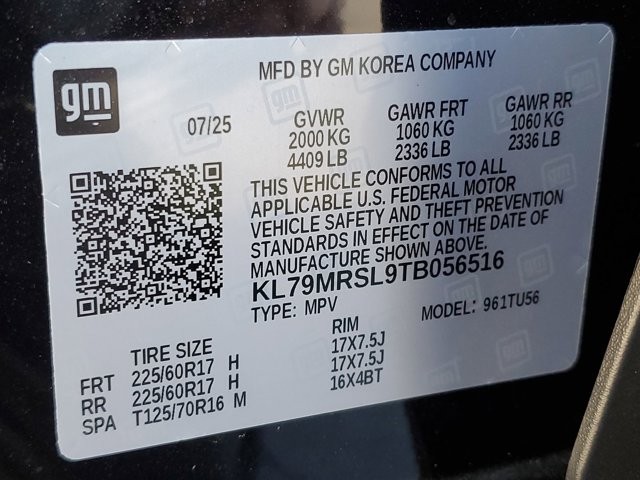 gm
MFD BY GM KOREA COMPANY
07/25
GVWR
2000 KG
4409 LB
GAWR FRT
1060 KG
2336 LB
GAWR RR
1060 KG
2336 LB
THIS VEHICLE CONFORMS TO ALL
APPLICABLE U.S. FEDERAL MOTOR
VEHICLE SAFETY AND THEFT PREVENTION
STANDARDS IN EFFECT ON THE DATE OF
MANUFACTURE SHOWN ABOVE.
KL79MRSL9TB056516
TYPE: MPV
MODEL: 961TU56
TIRE SIZE RIM
FRT 225/60R17 H 17X7.5J
RR 225/60R17 H 17X7.5J
SPA T125/70R16 M 16X4BT